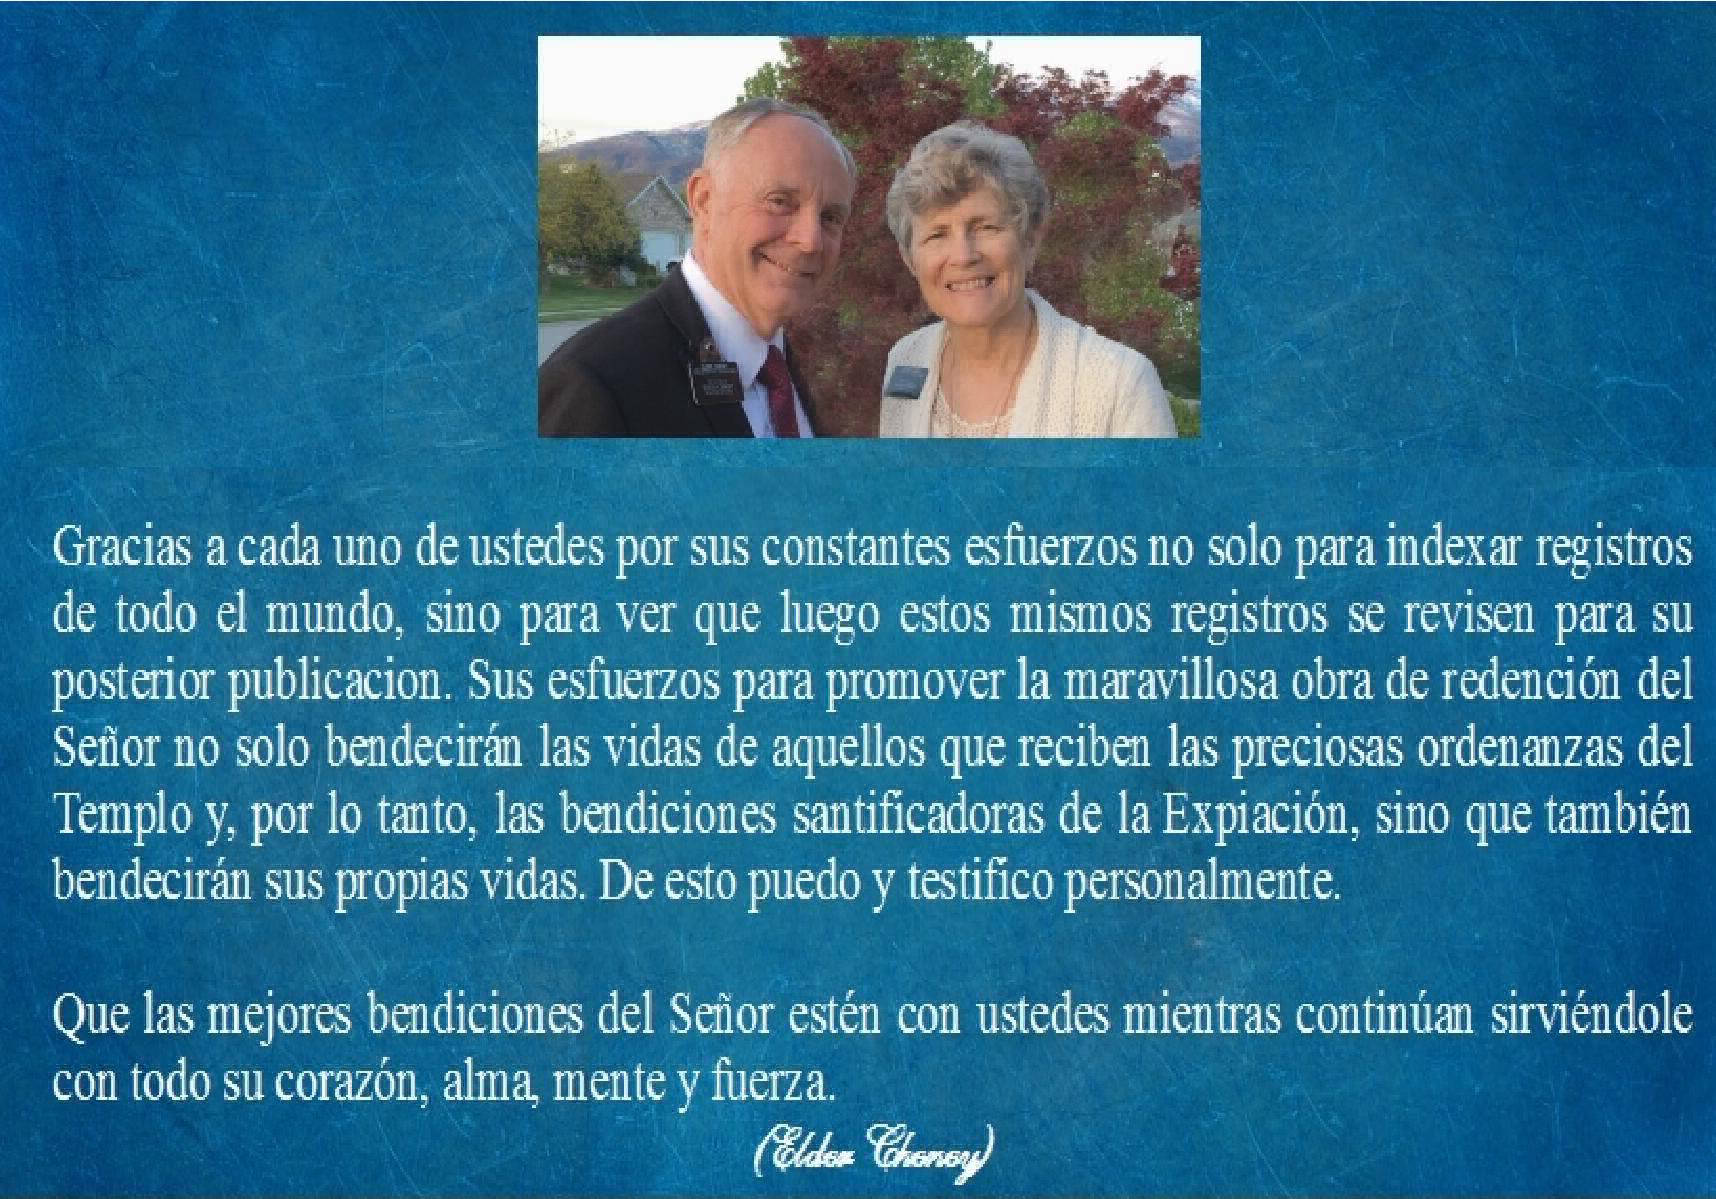 Gracias a cada uno de ustedes por sus constantes esfuerzos no solo para indexar registros
de todo el mundo, sino para ver que luego estos mismos registros se revisen para su
posterior publicacion. Sus esfuerzos para promover la maravillosa obra de redención del
Señor no solo bendecirán las vidas de aquellos que reciben las preciosas ordenanzas del
Templo y, por lo tanto, las bendiciones santificadoras de la Expiación, sino que también
bendecirán sus propias vidas. De esto puedo y testifico personalmente.
Que las mejores bendiciones del Señor estén con ustedes mientras continúan sirviéndole
con todo su corazón, alma, mente y fuerza.
(Elder Cheney)